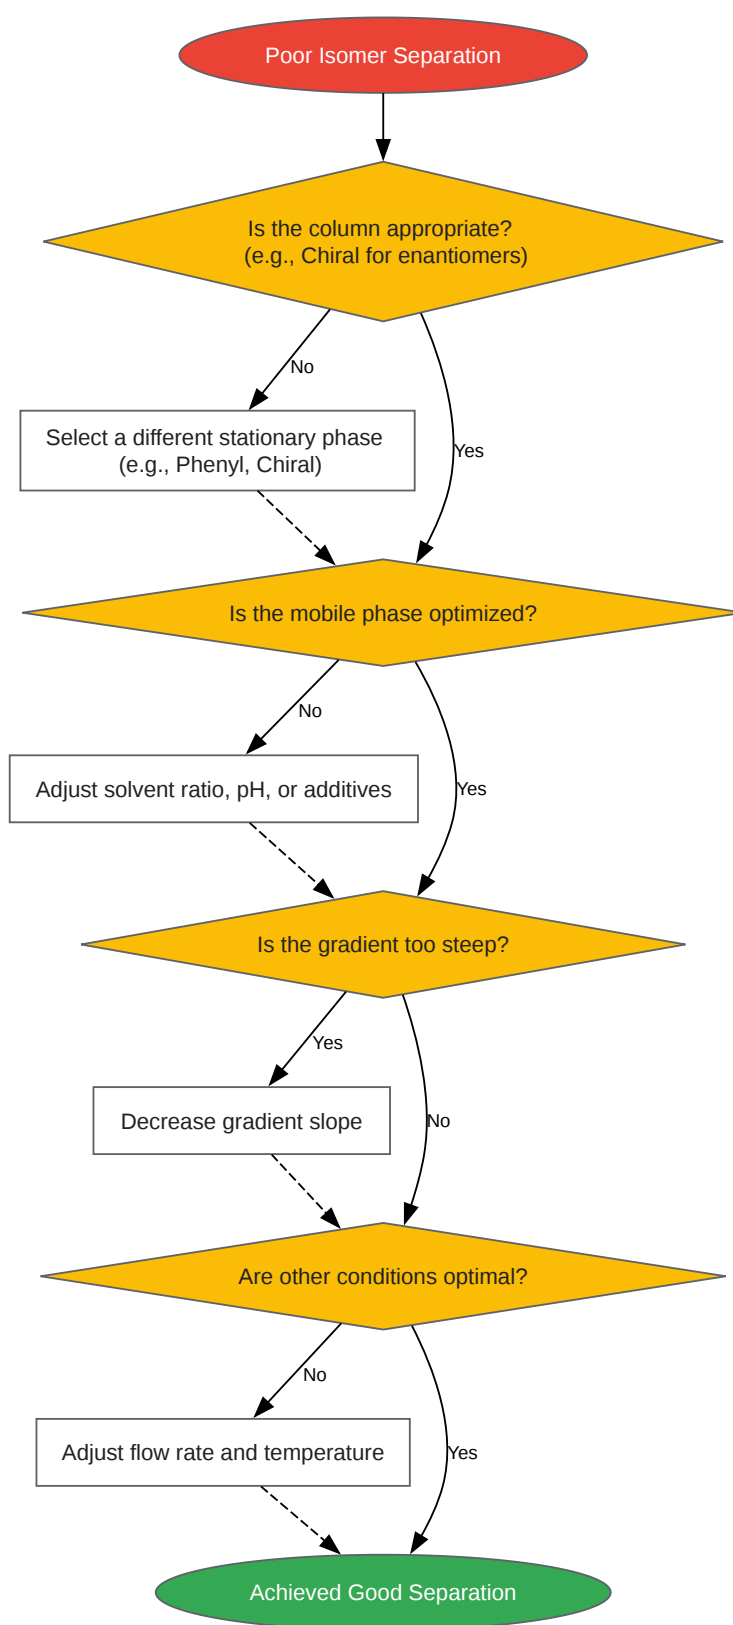 Poor Isomer Separation
Is the column appropriate?
(e.g., Chiral for enantiomers)
No
Select a different stationary phase
(e.g., Phenyl, Chiral)
Yes
Is the mobile phase optimized?
No
Adjust solvent ratio, pH, or additives
Yes
Is the gradient too steep?
Yes
Decrease gradient slope
No
Are other conditions optimal?
No
Adjust flow rate and temperature
Yes
Achieved Good Separation